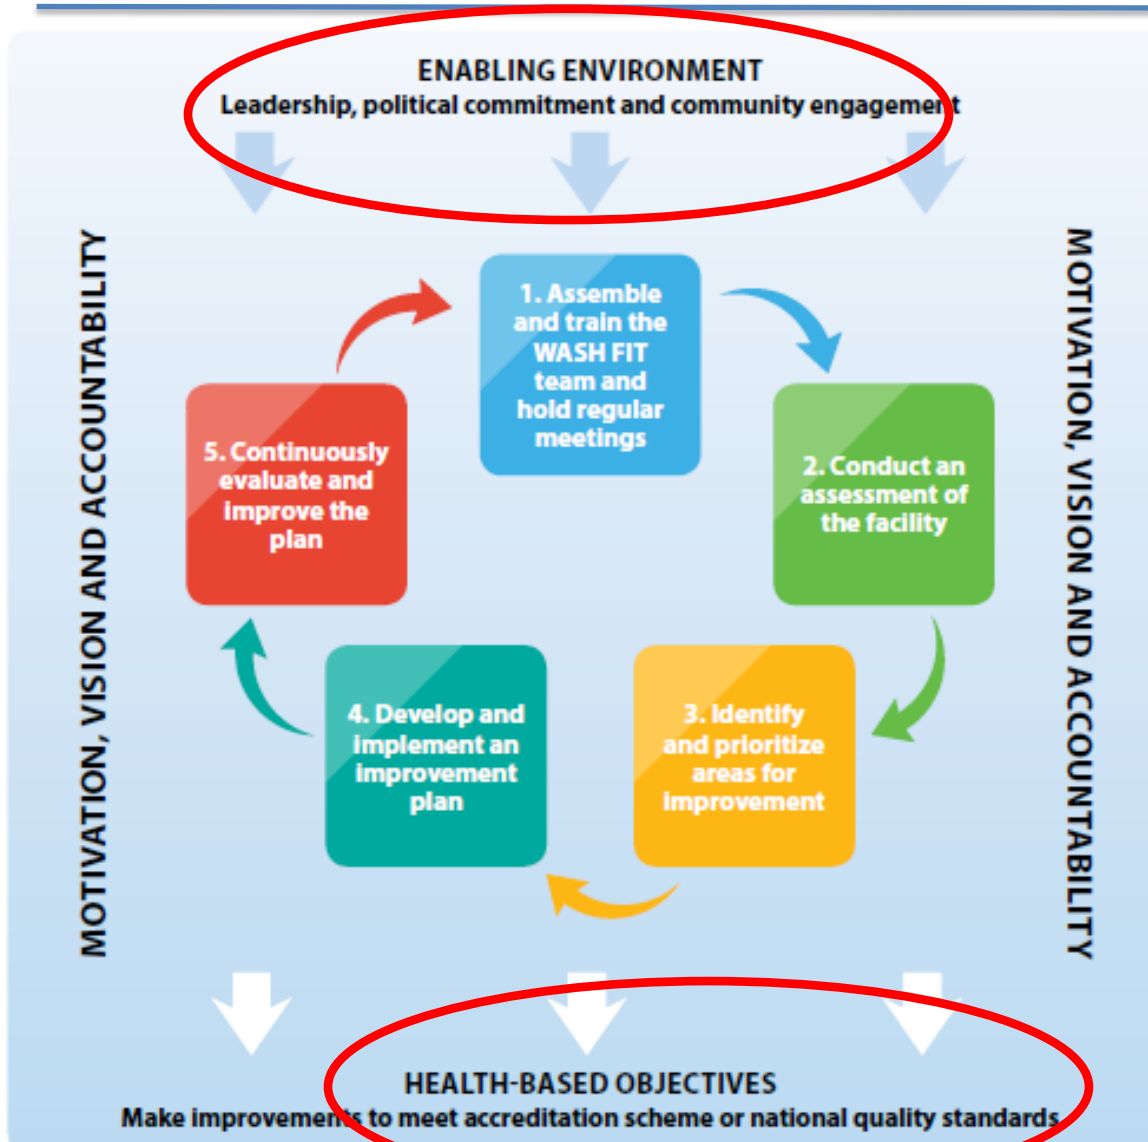 ENABLING ENVIRONMENT
Leadership, political commitment and community engagement
MOTIVATION, VISION AND ACCOUNTABILITY
MOTIVATION, VISION AND ACCOUNTABILITY
1. Assemble
and train the
WASH FIT
team and
hold regular
meetings
2. Conduct an
assessment of
the facility
3. Identify
and prioritize
areas for
improvement
4. Develop and
implement an
improvement
plan
5. Continuously
evaluate and
improve the
plan
HEALTH-BASED OBJECTIVES
Make improvements to meet accreditation scheme or national quality standards